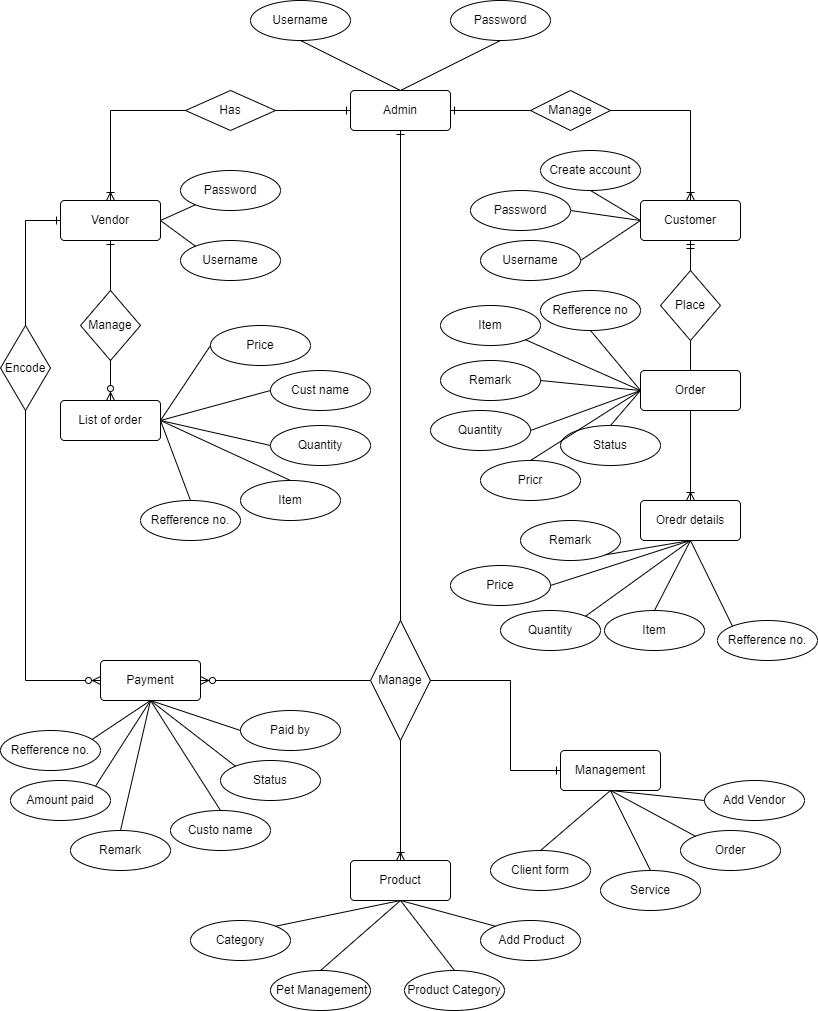 Username
Password
Has
Admin
Manage
Create account
Password
Vendor
Password
Customer
Username
Username
Refference no
Place
Item
Manage
Price
Encode
Remark
Cust name
Order
List of order
Quantity
Quantity
Status
Pricr
Item
Refference no.
Oredr details
Remark
Price
Quantity
Item
Refference no.
Payment
Manage
Paid by
Refference no.
Management
Status
Amount paid
Add Vendor
Custo name
Remark
Order
Client form
Product
Service
Category
Add Product
Pet Management
Product Category